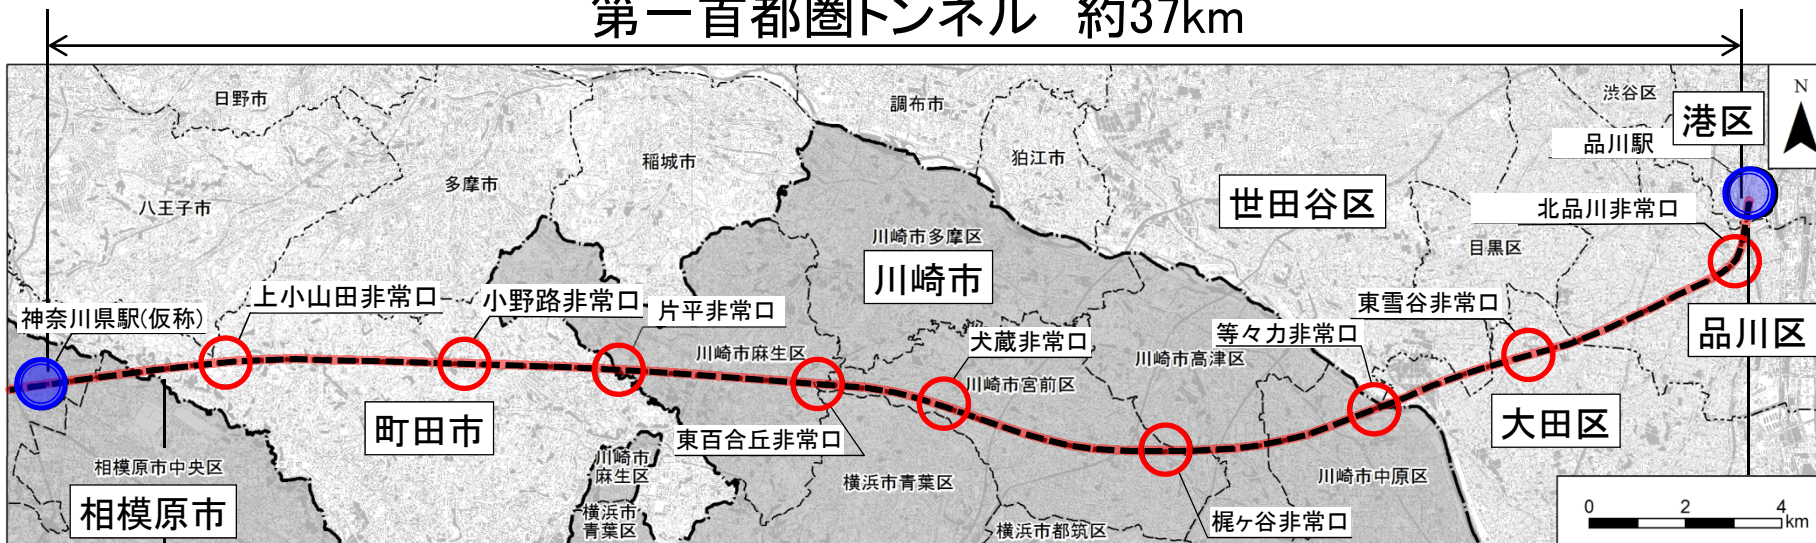 第一首都圏トンネル 約37km
日野市
調布市
渋谷区
港区
N
品川駅
稲城市
狛江市
多摩市
八王子市
世田谷区
北品川非常口
川崎市多摩区
目黒区
川崎市
上小山田非常口
小野路非常口
片平非常口
東雪谷非常口
神奈川県駅(仮称)
犬蔵非常口
等々力非常口
品川区
川崎市麻生区
川崎市高津区
川崎市宮前区
町田市
大田区
東百合丘非常口
相模原市中央区
川崎市
麻生区
横浜市青葉区
川崎市中原区
相模原市
横浜市
青葉区
横浜市都筑区
梶ヶ谷非常口
0 2 4
km